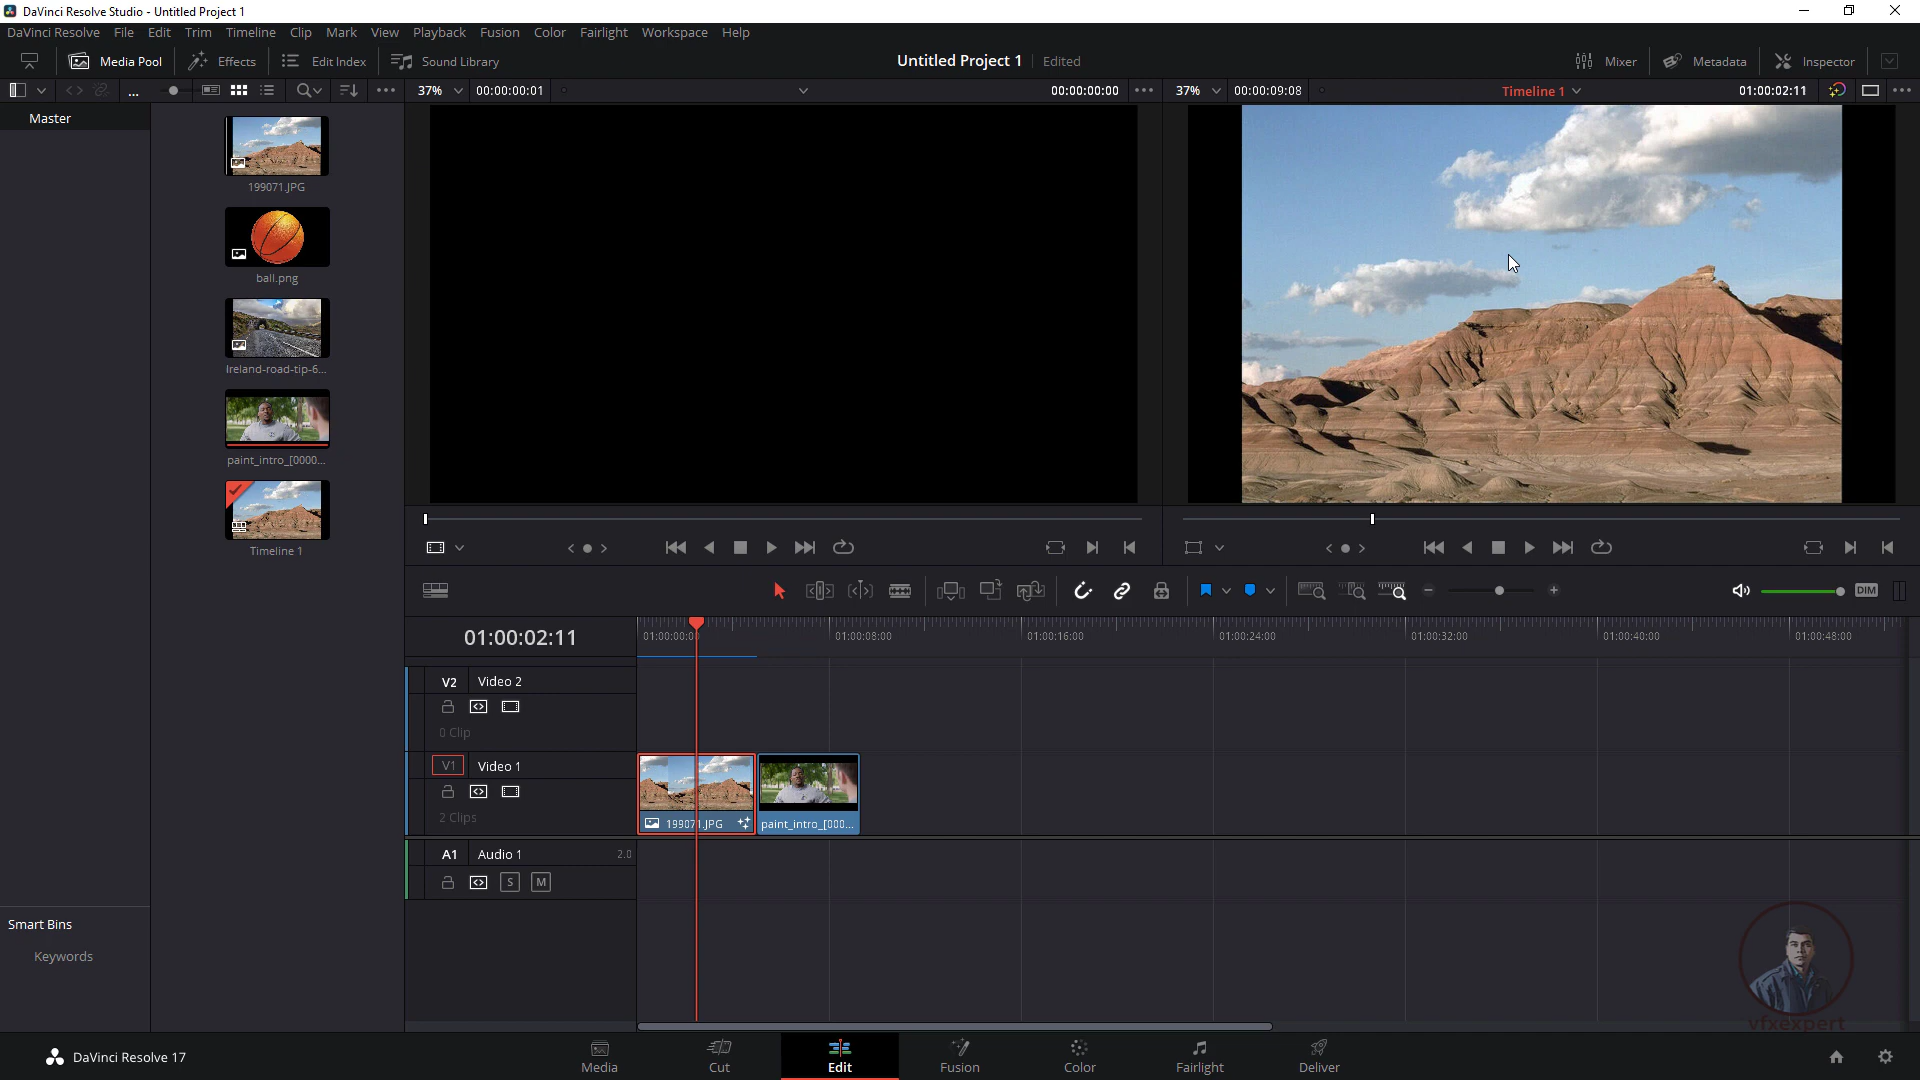 DaVinci Resolve Studio - Untitled Project 1
DaVinci Resolve File Edit Trim Timeline Clip Mark View Playback Fusion Color Fairlight Workspace Help
Media Pool Effects Edit Index Sound Library Untitled Project 1 Edited Mixer Metadata Inspector
... 37% 00:00:00:01 00:00:00:00 37% 00:00:09:08 Timeline 1 01:00:02:11
Master
199071.JPG
ball.png
Ireland-road-tip-6...
paint_intro_[0000...
Timeline 1
DIM
01:00:02:11
01:00:00:00 01:00:08:00 01:00:16:00 01:00:24:00 01:00:32:00 01:00:40:00 01:00:48:00
V2 Video 2
0 Clip
V1 Video 1
2 Clips
199071.JPG paint_intro_[000...
A1 Audio 1 2.0
S M
Smart Bins
Keywords
vfxexpert
DaVinci Resolve 17
Media Cut Edit Fusion Color Fairlight Deliver